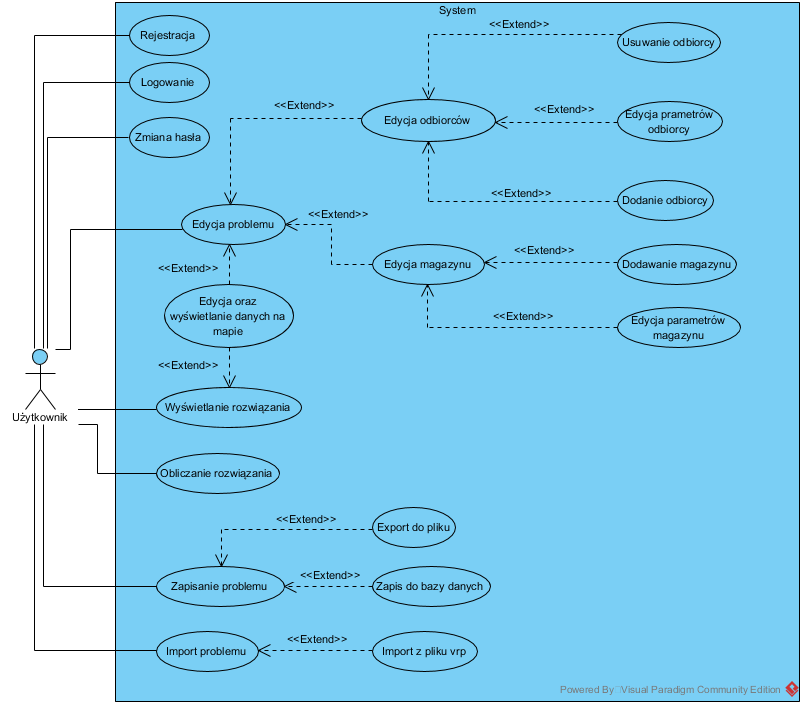 System
Rejestracja
<<Extend>>
Usuwanie odbiorcy
Logowanie
<<Extend>>
<<Extend>>
Edycja prametrów
odbiorcy
Edycja odbiorców
Zmiana hasła
<<Extend>>
Dodanie odbiorcy
<<Extend>>
Edycja problemu
<<Extend>>
Dodawanie magazynu
Edycja magazynu
<<Extend>>
Edycja oraz
wyświetlanie danych na
mapie
<<Extend>>
Edycja parametrów
magazynu
<<Extend>>
Wyświetlanie rozwiązania
Użytkownik
Obliczanie rozwiązania
<<Extend>>
Export do pliku
<<Extend>>
Zapisanie problemu
Zapis do bazy danych
<<Extend>>
Import problemu
Import z pliku vrp
Powered By Visual Paradigm Community Edition